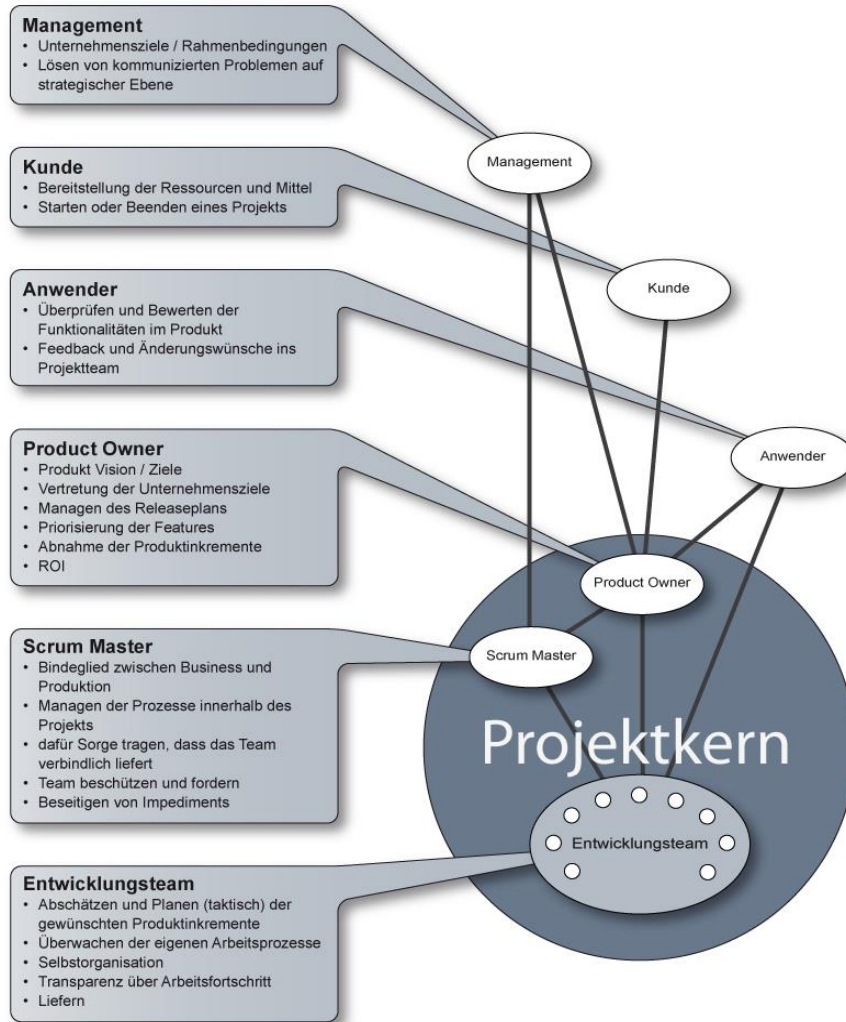 Management
• Unternehmensziele / Rahmenbedingungen
• Lösen von kommunizierten Problemen auf
strategischer Ebene
Kunde
• Bereitstellung der Ressourcen und Mittel
• Starten oder Beenden eines Projekts
Anwender
• Überprüfen und Bewerten der
Funktionalitäten im Produkt
• Feedback und Änderungswünsche ins
Projektteam
Product Owner
• Produkt Vision / Ziele
• Vertretung der Unternehmensziele
• Managen des Releaseplans
• Priorisierung der Features
• Abnahme der Produktinkremente
• ROI
Scrum Master
• Bindeglied zwischen Business und
Produktion
• Managen der Prozesse innerhalb des
Projekts
• dafür Sorge tragen, dass das Team
verbindlich liefert
• Team beschützen und fordern
• Beseitigen von Impediments
Entwicklungsteam
• Abschätzen und Planen (taktisch) der
gewünschten Produktinkremente
• Überwachen der eigenen Arbeitsprozesse
• Selbstorganisation
• Transparenz über Arbeitsfortschritt
• Liefern
Management
Kunde
Anwender
Product Owner
Scrum Master
Projektkern
Entwicklungsteam